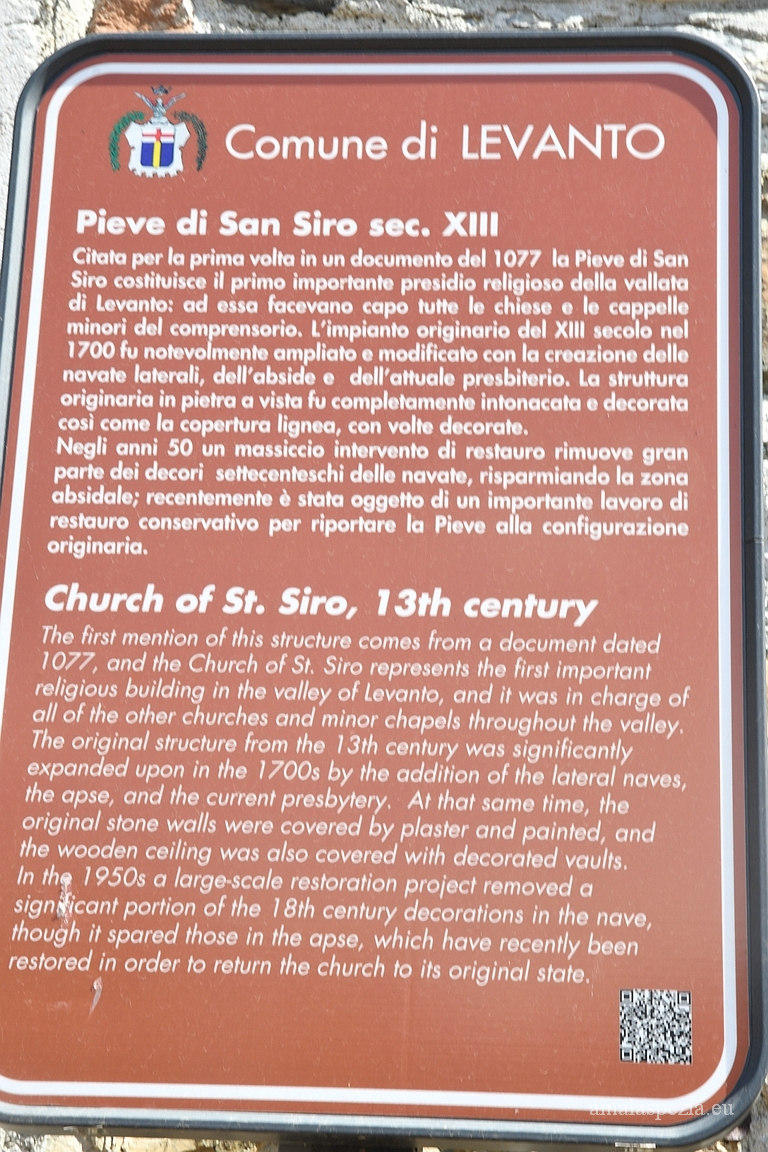 Comune di LEVANTO
Pieve di San Siro sec. XIII
Citata per la prima volta in un documento del 1077 la Pieve di San
Siro costituisce il primo importante presidio religioso della vallata
di Levanto: ad essa facevano capo tutte le chiese e le cappelle
minori del comprensorio. L'impianto originario del XIII secolo nel
1700 fu notevolmente ampliato e modificato con la creazione delle
navate laterali, dell'abside e dell'attuale presbiterio. La struttura
originaria in pietra a vista fu completamente intonacata e decorata
così come la copertura lignea, con volte decorate.
Negli anni 50 un massiccio intervento di restauro rimuove gran
parte dei decori settecenteschi delle navate, risparmiando la zona
absidale; recentemente è stata oggetto di un importante lavoro di
restauro conservativo per riportare la Pieve alla configurazione
originaria.
Church of St. Siro, 13th century
The first mention of this structure comes from a document dated
1077, and the Church of St. Siro represents the first important
religious building in the valley of Levanto, and it was in charge of
all of the other churches and minor chapels throughout the valley.
The original structure from the 13th century was significantly
expanded upon in the 1700s by the addition of the lateral naves,
the apse, and the current presbytery. At that same time, the
original stone walls were covered by plaster and painted, and
the wooden ceiling was also covered with decorated vaults.
In the 1950s a large-scale restoration project removed a
significant portion of the 18th century decorations in the nave,
though it spared those in the apse, which have recently been
restored in order to return the church to its original state.
amalaspezia.eu